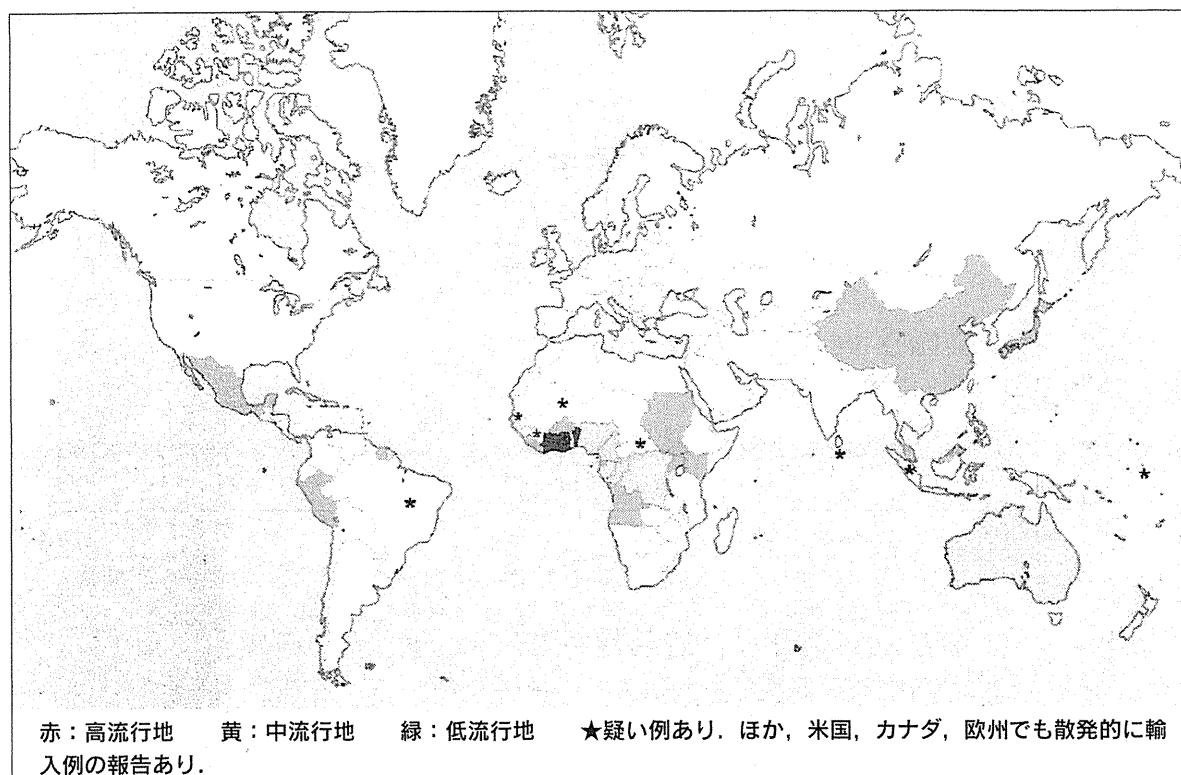 赤：高流行地　　黄：中流行地　　緑：低流行地　　★疑い例あり．ほか，米国，カナダ，欧州でも散発的に輸
入例の報告あり．